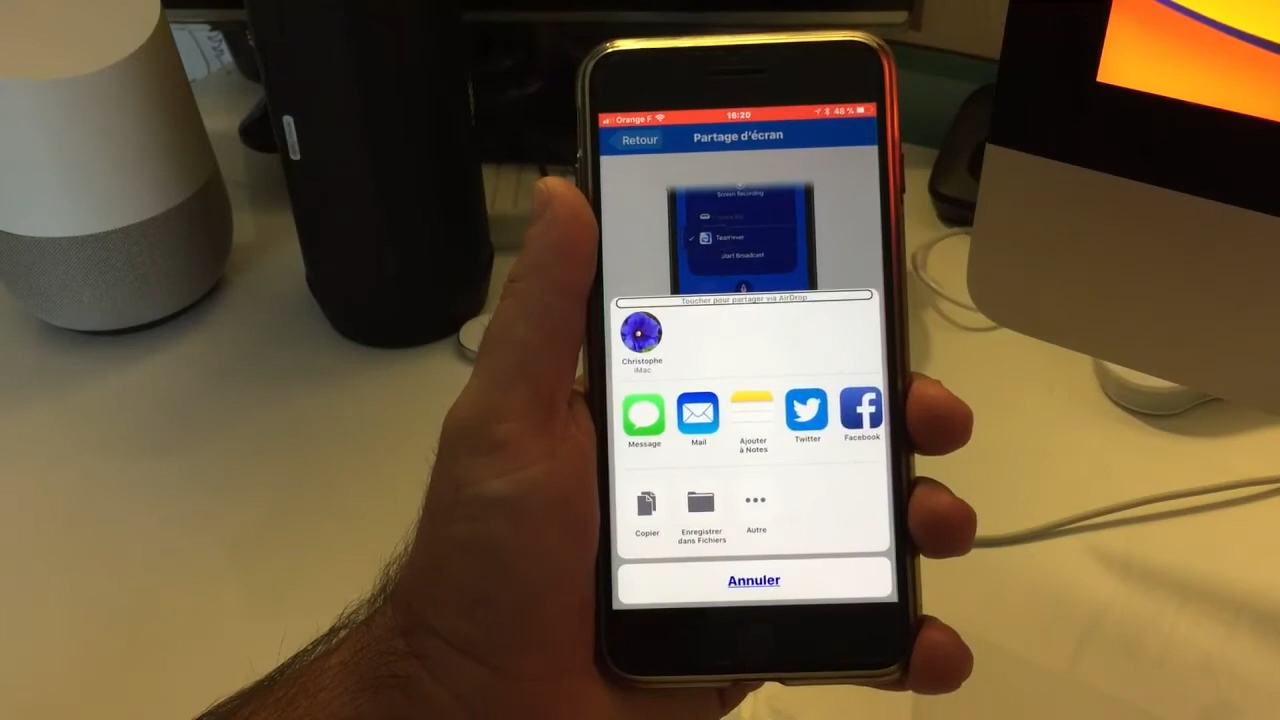 Orange F 16:20 48 %
Retour Partage d'écran
Screen Recording
TeamViewer
Start Broadcast
Toucher pour partager via AirDrop
Christophe
iMac
Message Mail Ajouter
à Notes Twitter Facebook
Copier Enregistrer
dans Fichiers Autre
Annuler